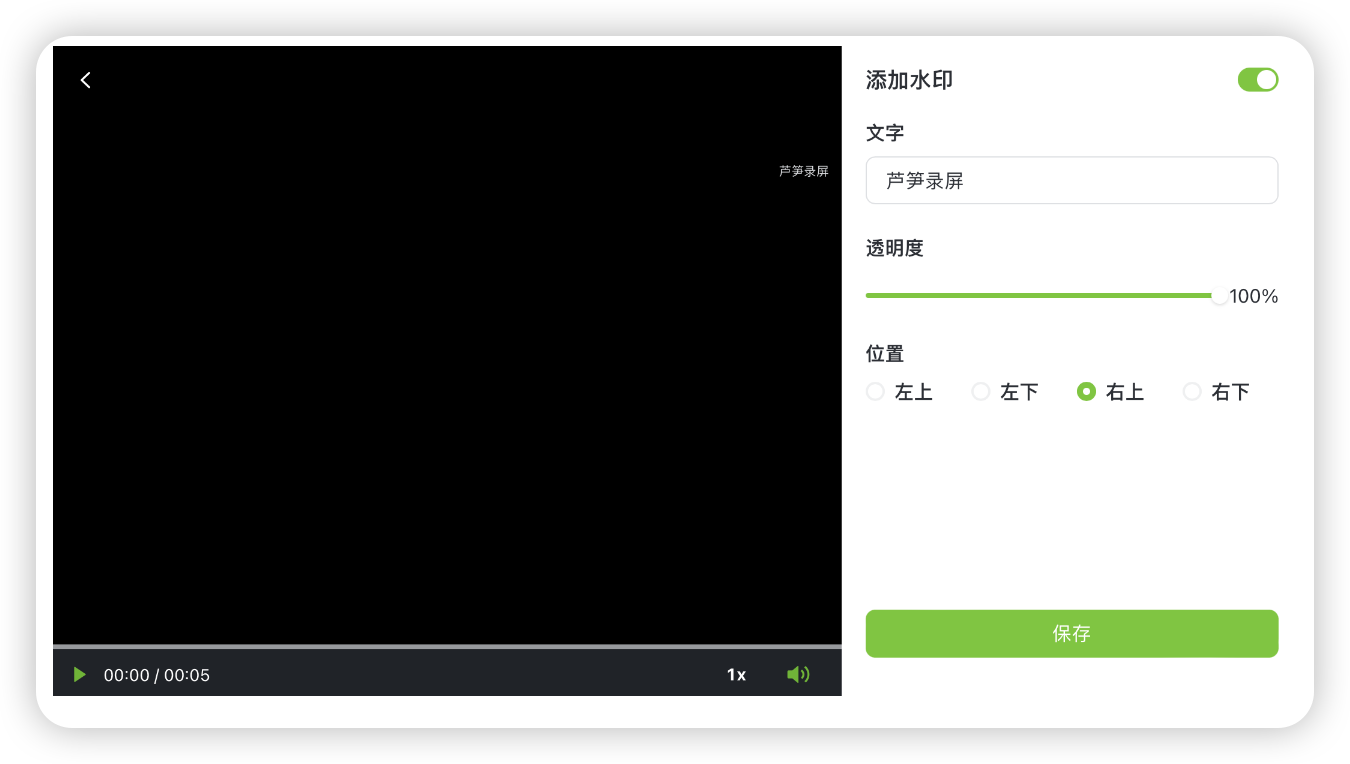 芦笋录屏
00:00 / 00:05
1x
添加水印
文字
芦笋录屏
透明度
100%
位置
左上 左下 右上 右下
保存